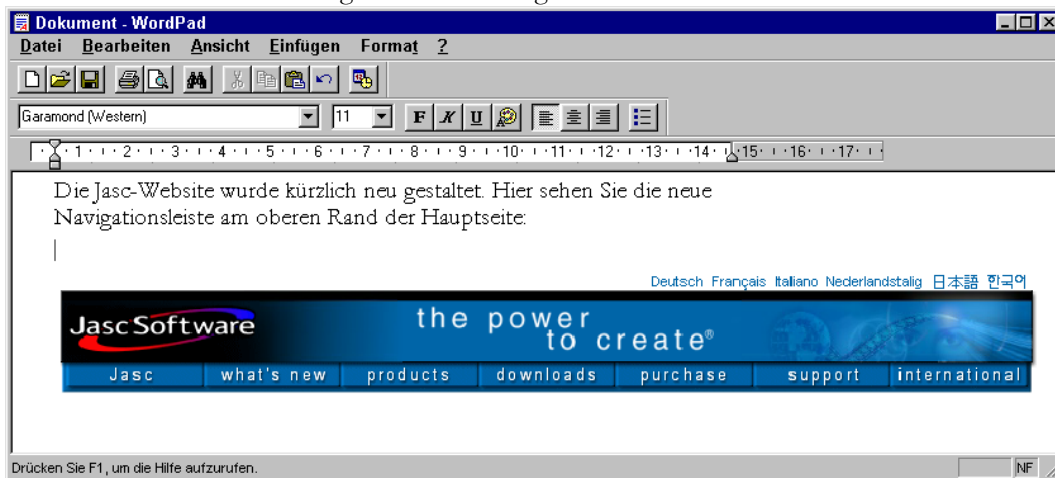 Dokument - WordPad
Datei Bearbeiten Ansicht Einfügen Format ?
Garamond (Western) 11 F K U
1 2 3 4 5 6 7 8 9 10 11 12 13 14 15 16 17
Die Jasc-Website wurde kürzlich neu gestaltet. Hier sehen Sie die neue
Navigationsleiste am oberen Rand der Hauptseite:
Deutsch Français Italiano Nederlandstalig 日本語 한국어
Jasc Software the power
to create®
Jasc what's new products downloads purchase support international
Drücken Sie F1, um die Hilfe aufzurufen. NF